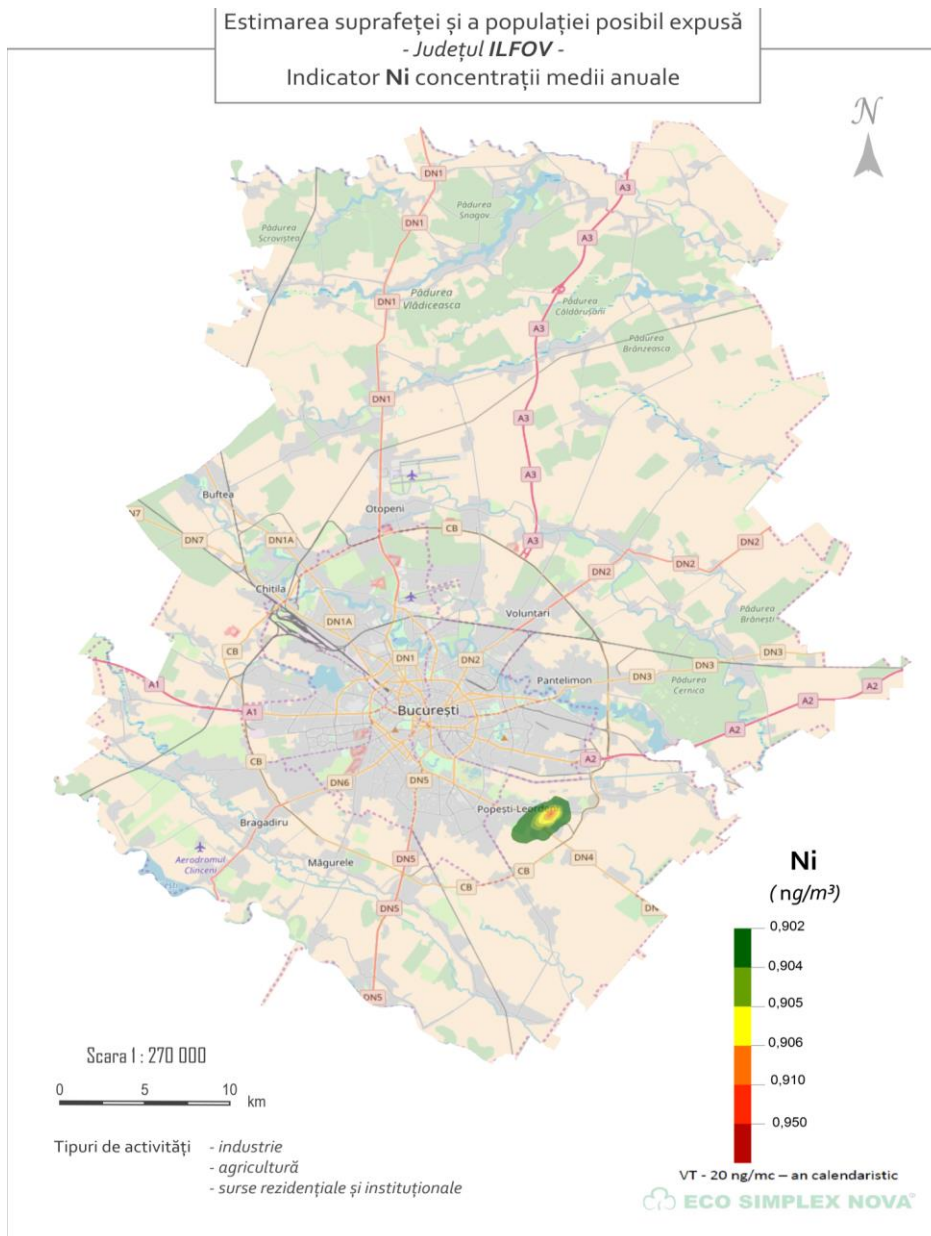 Estimarea suprafeței și a populației posibil expusă
- Județul ILFOV -
Indicator Ni concentrații medii anuale
N
DN1
A3
Pădurea
Snagov
Pădurea
Scroviștea
DN1
A3
Pădurea
Vlădiceasca
DN1
Pădurea
Căldărușani
A3
Pădurea
Brânzeasca
DN1
A3
A3
Buftea
Otopeni
N7
CB
DN7
DN1A
A3
DN2
DN2
DN2
Chitila
Voluntari
Pădurea
Brănești
DN1A
CB
DN1
DN2
DN3
DN3
DN3
A1
Pantelimon
Pădurea
Cernica
A2
A2
A1
București
A2
A2
CB
DN6
DN5
Popești-Leord
Bragadiru
Aerodromul
Clinceni
Măgurele
DN5
DN4
CB
CB
DN5
DN
DN5
Ni
(ng/m³)
0,902
0,904
0,905
0,906
0,910
0,950
Scara 1 : 270 000
0 5 10
km
Tipuri de activități - industrie
- agricultură
- surse rezidențiale și instituționale
VT - 20 ng/mc – an calendaristic
ECO SIMPLEX NOVA®